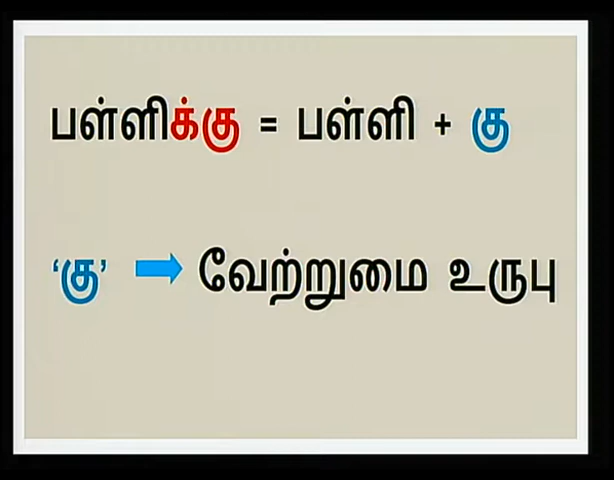 பள்ளிக்கு = பள்ளி + கு
‘கு’ ➡ வேற்றுமை உருபு